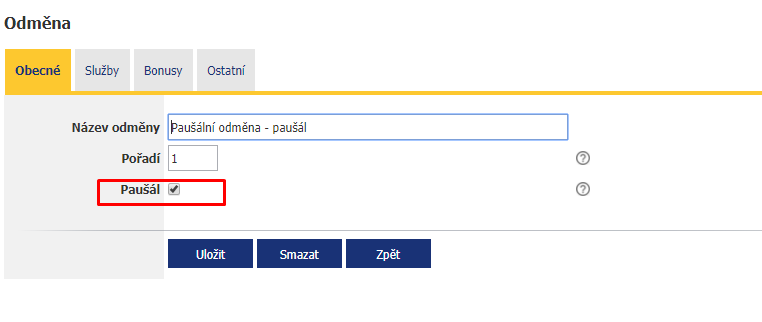 Odměna
Obecné Služby Bonusy Ostatní
Název odměny Paušální odměna - paušál
Pořadí 1 ?
Paušál ?
Uložit Smazat Zpět